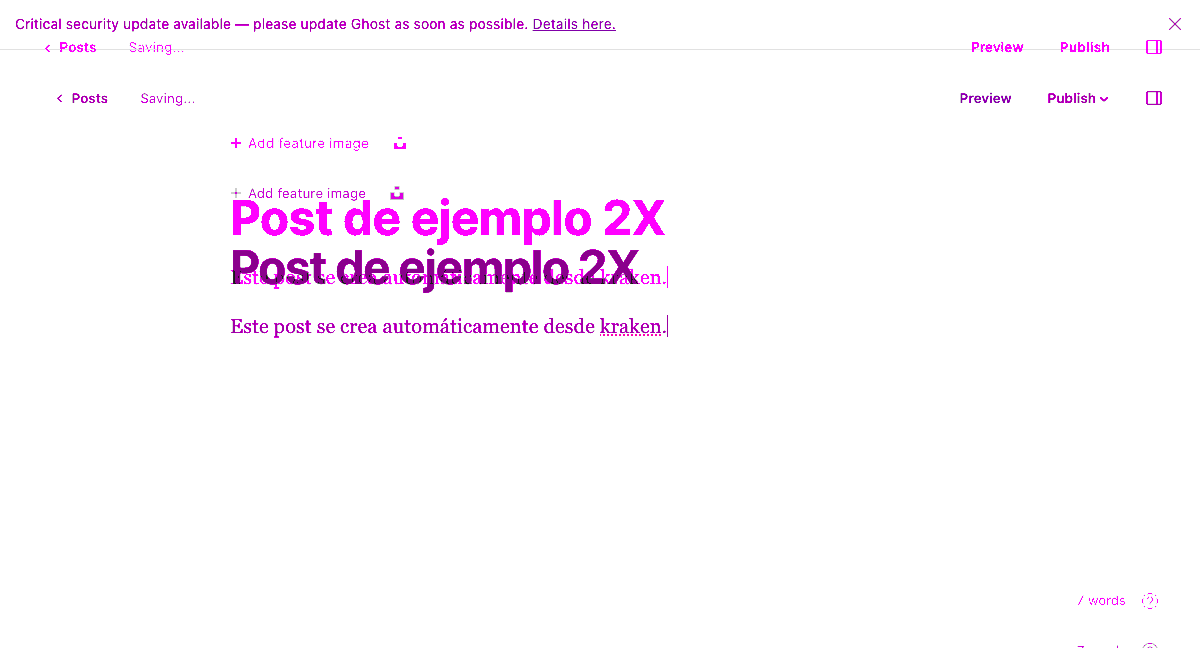 Critical security update available — please update Ghost as soon as possible. Details here.
Posts Saving... Preview Publish
Posts Saving... Preview Publish
Add feature image
Add feature image
Post de ejemplo 2X
Post de ejemplo 2X
Este post se crea automáticamente desde kraken.
Este post se crea automáticamente desde kraken.
7 words